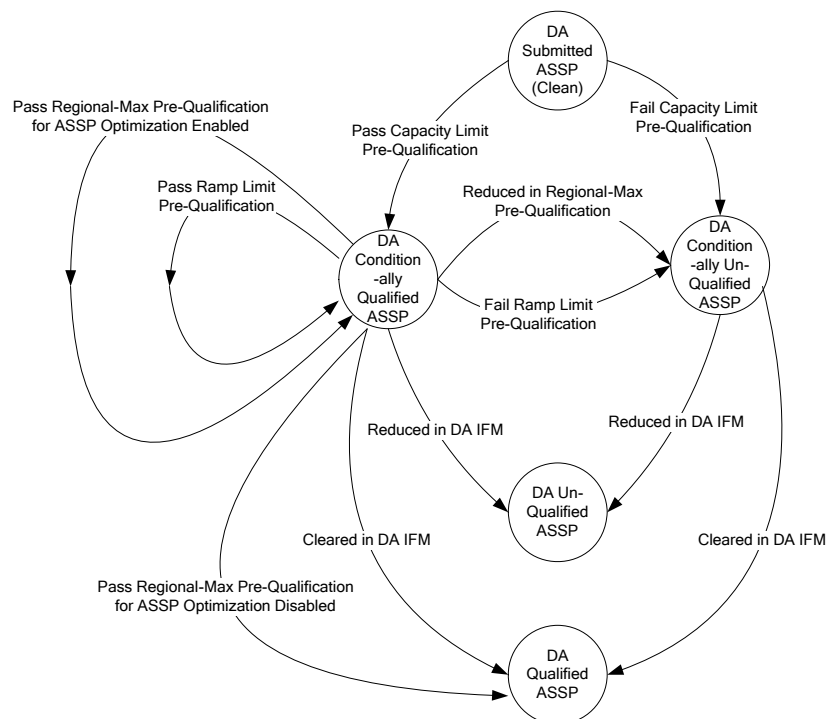 DA
Submitted
ASSP
(Clean)
Pass Regional-Max Pre-Qualification
for ASSP Optimization Enabled
Fail Capacity Limit
Pre-Qualification
Pass Capacity Limit
Pre-Qualification
Pass Ramp Limit
Pre-Qualification
Reduced in Regional-Max
Pre-Qualification
DA
Condition
-ally
Qualified
ASSP
DA
Condition
-ally Un-
Qualified
ASSP
Fail Ramp Limit
Pre-Qualification
Reduced in DA IFM
Reduced in DA IFM
DA Un-
Qualified
ASSP
Cleared in DA IFM
Cleared in DA IFM
Pass Regional-Max Pre-Qualification
for ASSP Optimization Disabled
DA
Qualified
ASSP